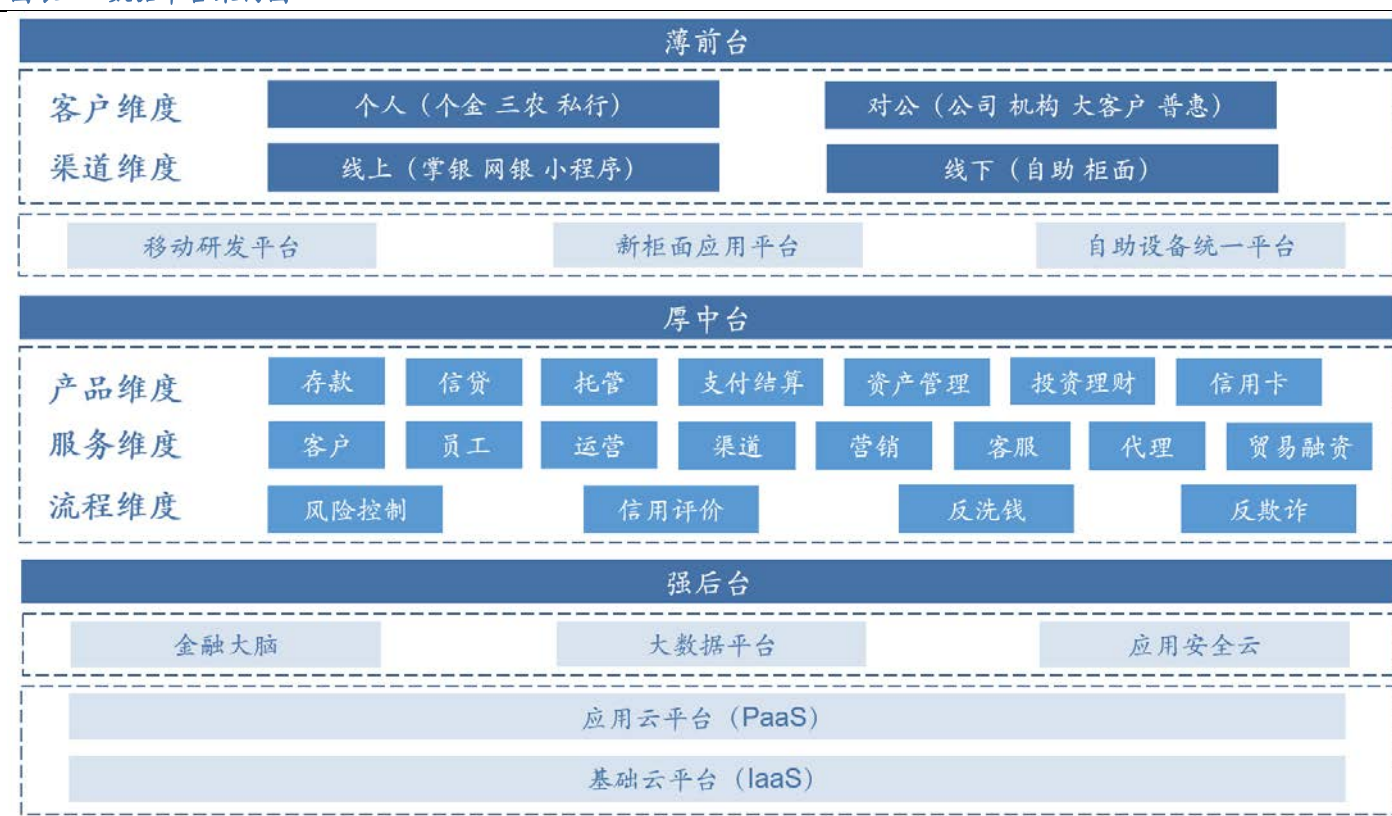 薄前台
客户维度 个人（个金 三农 私行） 对公（公司 机构 大客户 普惠）
渠道维度 线上（掌银 网银 小程序） 线下（自助 柜面）
移动研发平台 新柜面应用平台 自助设备统一平台
厚中台
产品维度 存款 信贷 托管 支付结算 资产管理 投资理财 信用卡
服务维度 客户 员工 运营 渠道 营销 客服 代理 贸易融资
流程维度 风险控制 信用评价 反洗钱 反欺诈
强后台
金融大脑 大数据平台 应用安全云
应用云平台（PaaS）
基础云平台（IaaS）